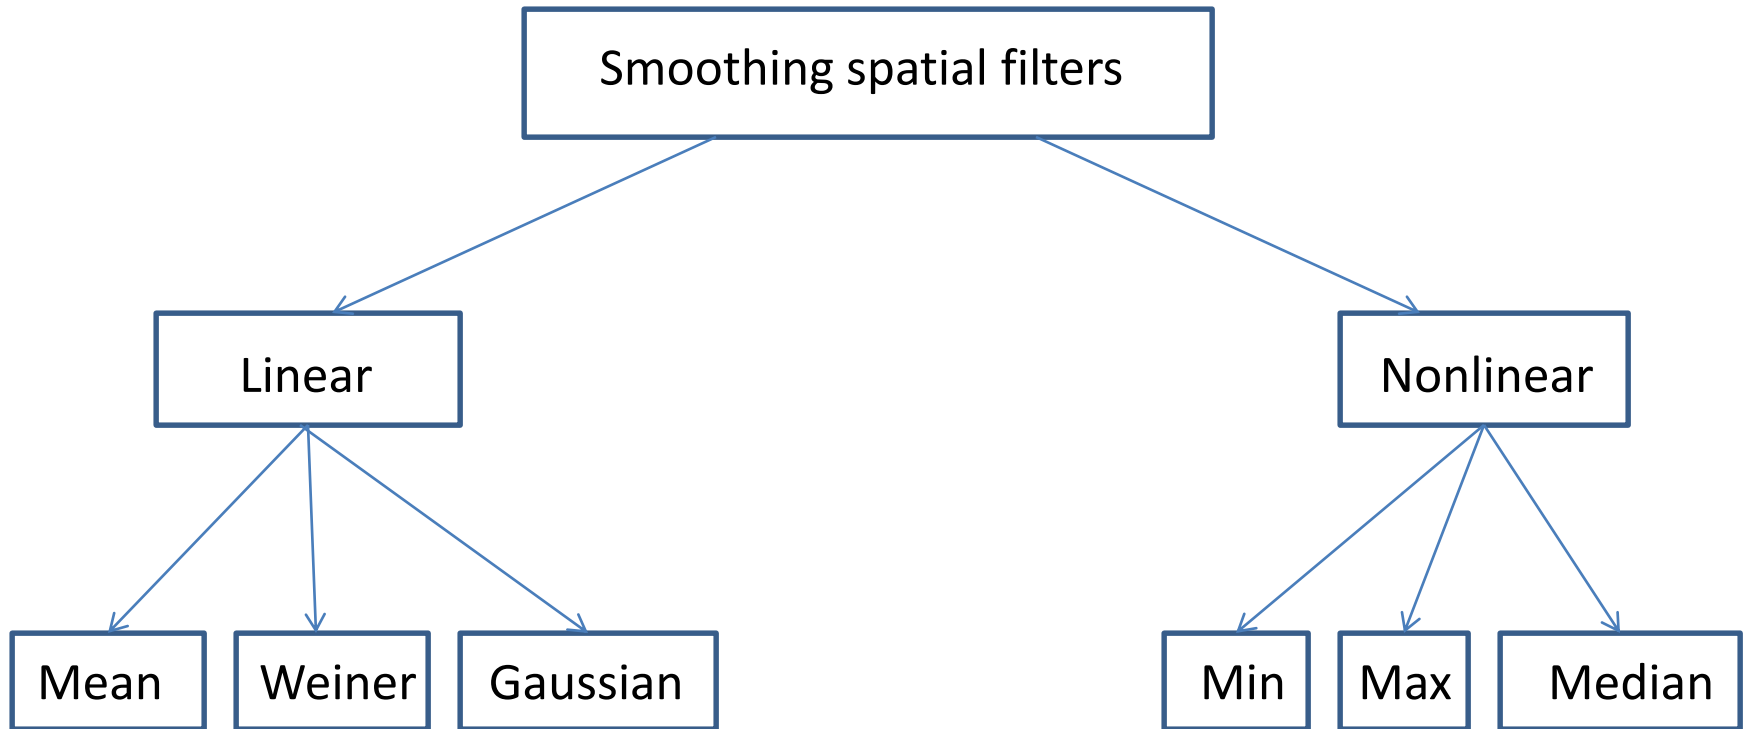 Smoothing spatial filters
Linear
Nonlinear
Mean
Weiner
Gaussian
Min
Max
Median